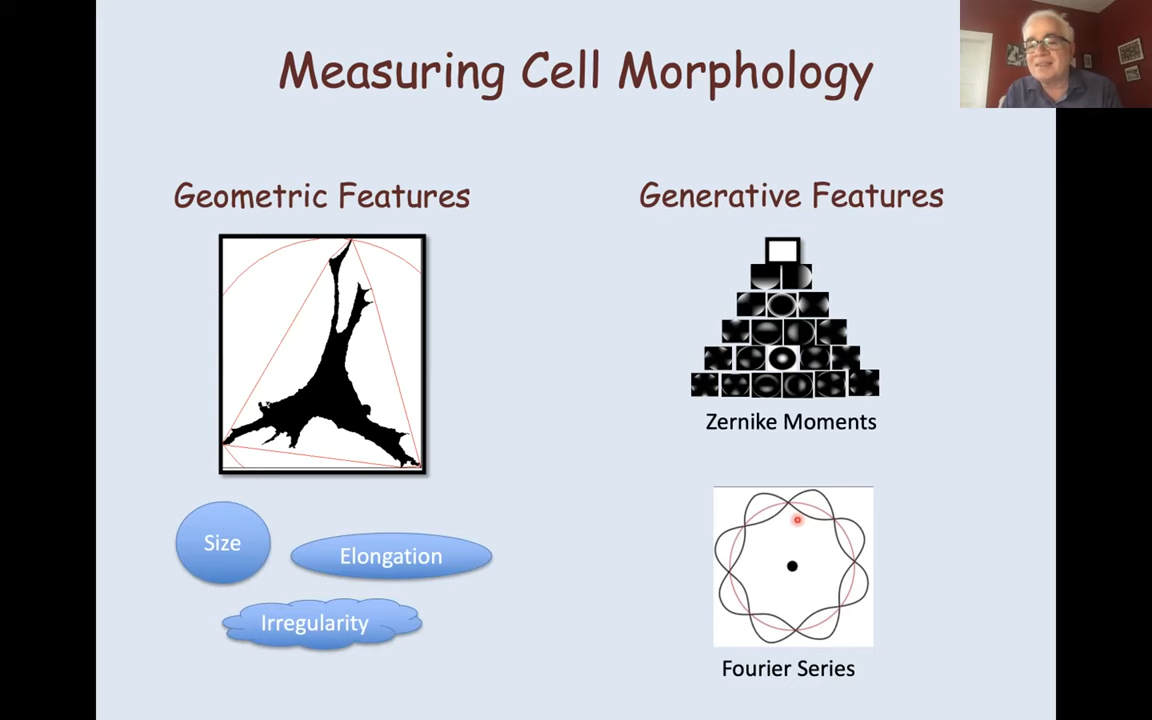 Measuring Cell Morphology
Geometric Features
Generative Features
Zernike Moments
Size
Elongation
Irregularity
Fourier Series